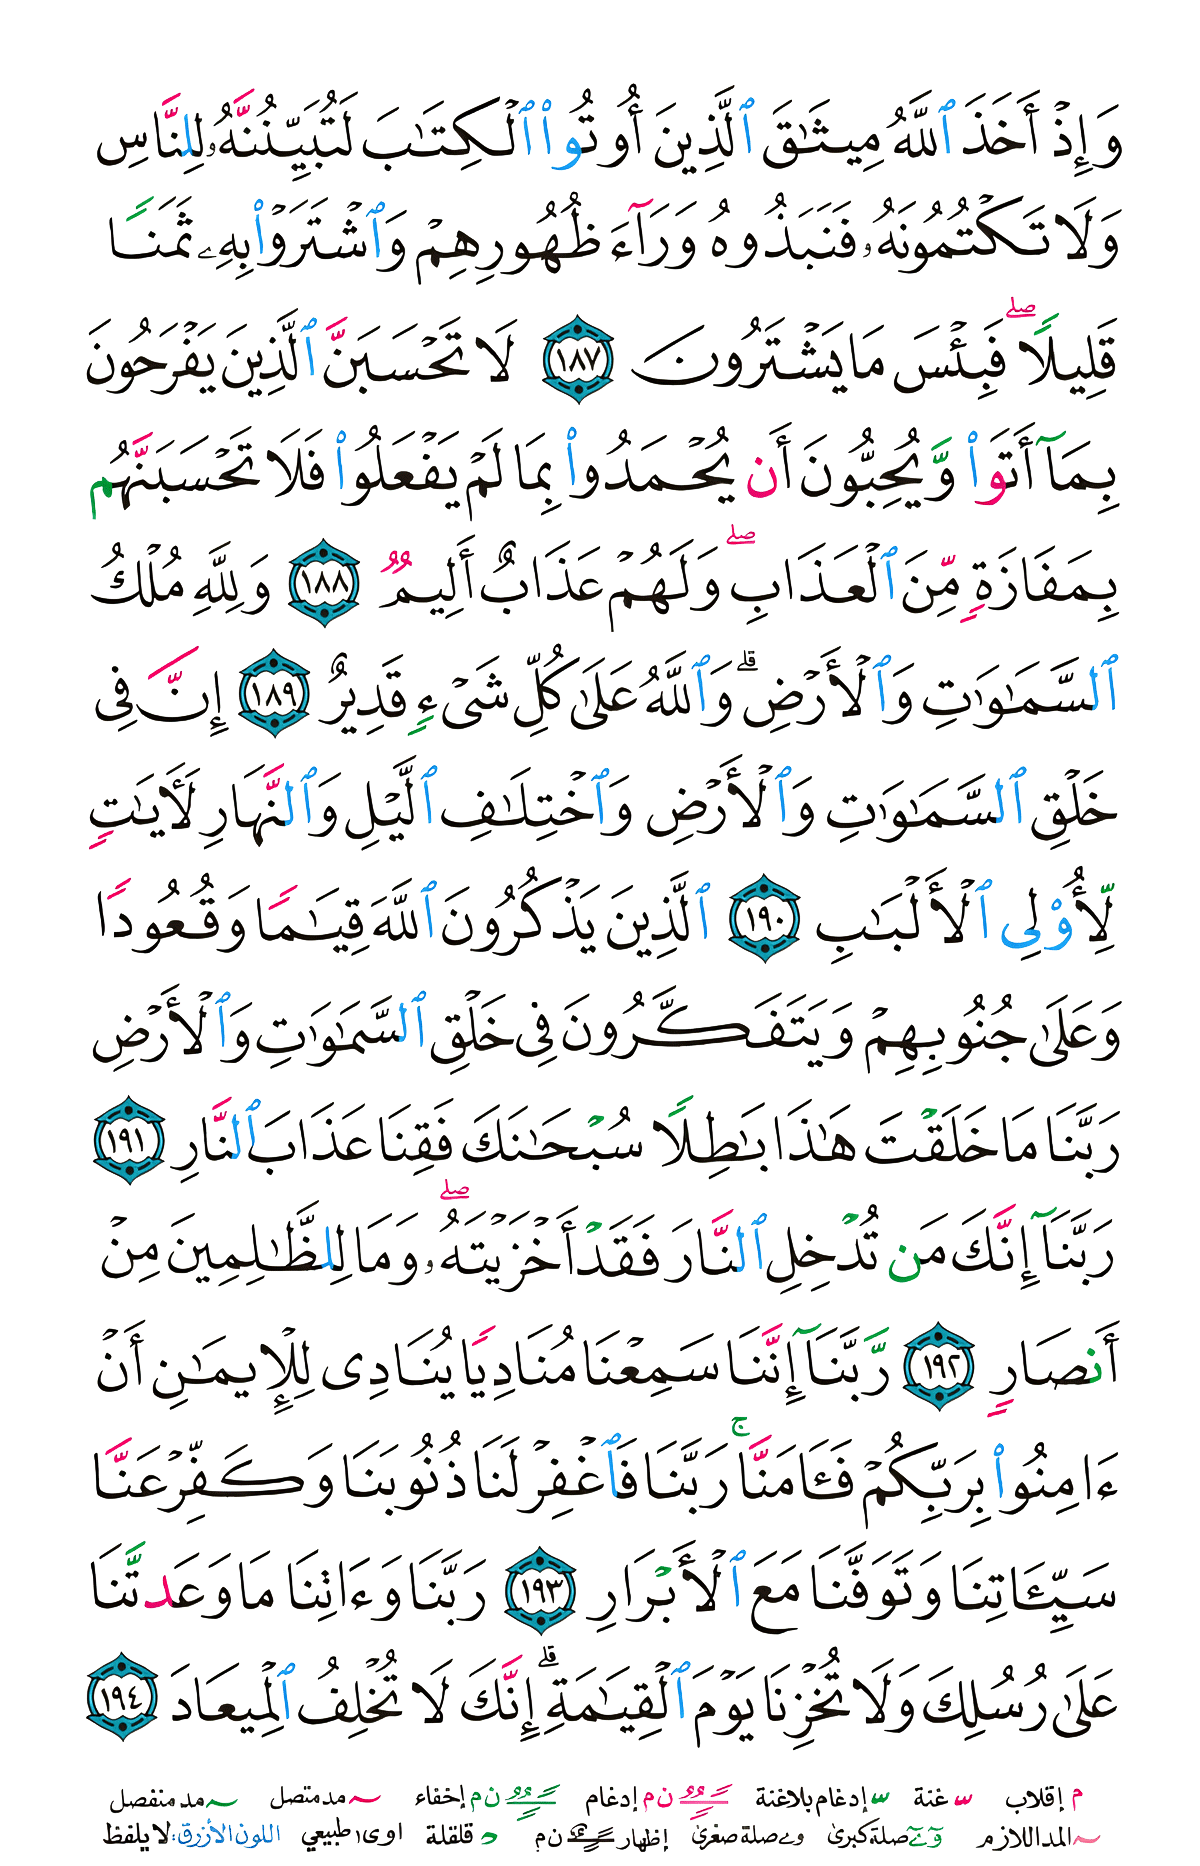 وَإِذْ أَخَذَ ٱللَّهُ مِيثَٰقَ ٱلَّذِينَ أُوتُوا۟ ٱلْكِتَٰبَ لَتُبَيِّنُنَّهُۥ لِلنَّاسِ
وَلَا تَكْتُمُونَهُۥ فَنَبَذُوهُ وَرَآءَ ظُهُورِهِمْ وَٱشْتَرَوْا۟ بِهِۦ ثَمَنًا
قَلِيلًا ۖ فَبِئْسَ مَا يَشْتَرُونَ ١٨٧ لَا تَحْسَبَنَّ ٱلَّذِينَ يَفْرَحُونَ
بِمَآ أَتَوا۟ وَّيُحِبُّونَ أَن يُحْمَدُوا۟ بِمَا لَمْ يَفْعَلُوا۟ فَلَا تَحْسَبَنَّهُم
بِمَفَازَةٍ مِّنَ ٱلْعَذَابِ ۖ وَلَهُمْ عَذَابٌ أَلِيمٌ ١٨٨ وَلِلَّهِ مُلْكُ
ٱلسَّمَٰوَٰتِ وَٱلْأَرْضِ ۗ وَٱللَّهُ عَلَىٰ كُلِّ شَىْءٍ قَدِيرٌ ١٨٩ إِنَّ فِى
خَلْقِ ٱلسَّمَٰوَٰتِ وَٱلْأَرْضِ وَٱخْتِلَٰفِ ٱلَّيْلِ وَٱلنَّهَارِ لَأَيَٰتٍ
لِّأُو۟لِى ٱلْأَلْبَٰبِ ١٩٠ ٱلَّذِينَ يَذْكُرُونَ ٱللَّهَ قِيَٰمًا وَقُعُودًا
وَعَلَىٰ جُنُوبِهِمْ وَيَتَفَكَّرُونَ فِى خَلْقِ ٱلسَّمَٰوَٰتِ وَٱلْأَرْضِ
رَبَّنَا مَا خَلَقْتَ هَٰذَا بَٰطِلًا سُبْحَٰنَكَ فَقِنَا عَذَابَ ٱلنَّارِ ١٩١
رَبَّنَآ إِنَّكَ مَن تُدْخِلِ ٱلنَّارَ فَقَدْ أَخْزَيْتَهُۥ ۖ وَمَا لِلظَّٰلِمِينَ مِنْ
أَنصَارٍ ١٩٢ رَّبَّنَآ إِنَّنَا سَمِعْنَا مُنَادِيًا يُنَادِى لِلْإِيمَٰنِ أَنْ
ءَامِنُوا۟ بِرَبِّكُمْ فَـَٔامَنَّا ۚ رَبَّنَا فَٱغْفِرْ لَنَا ذُنُوبَنَا وَكَفِّرْ عَنَّا
سَيِّـَٔاتِنَا وَتَوَفَّنَا مَعَ ٱلْأَبْرَارِ ١٩٣ رَبَّنَا وَءَاتِنَا مَا وَعَدتَّنَا
عَلَىٰ رُسُلِكَ وَلَا تُخْزِنَا يَوْمَ ٱلْقِيَٰمَةِ ۗ إِنَّكَ لَا تُخْلِفُ ٱلْمِيعَادَ ١٩٤
م إقلاب غنة إدغام بلاغنة ن م إدغام ن م إخفاء مد متصل مد منفصل
المد اللازم صلة كبرى صلة صغرى إظهار ن م قلقلة اوى طبيعي اللون الأزرق: لا يلفظ